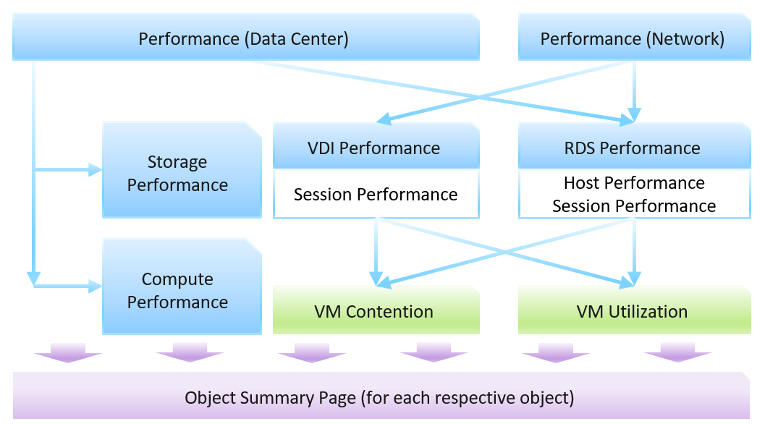 Performance (Data Center)
Performance (Network)
Storage
Performance
VDI Performance
Session Performance
RDS Performance
Host Performance
Session Performance
Compute
Performance
VM Contention
VM Utilization
Object Summary Page (for each respective object)